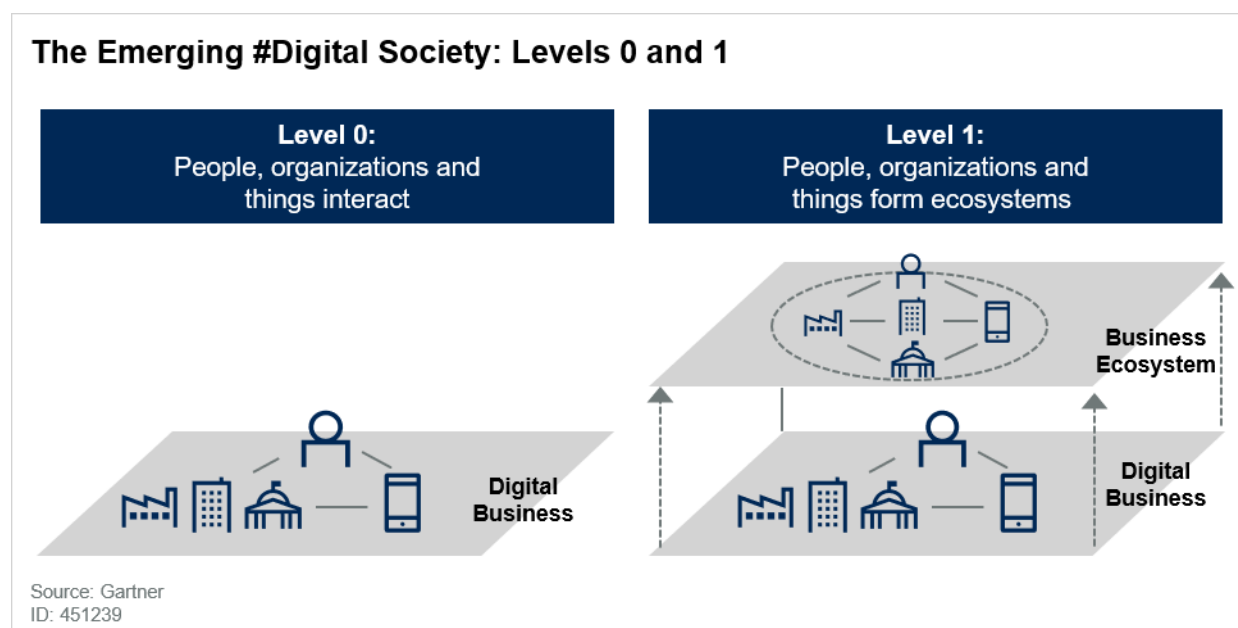 The Emerging #Digital Society: Levels 0 and 1
Level 0:
People, organizations and
things interact
Level 1:
People, organizations and
things form ecosystems
Business
Ecosystem
Digital
Business
Digital
Business
Source: Gartner
ID: 451239